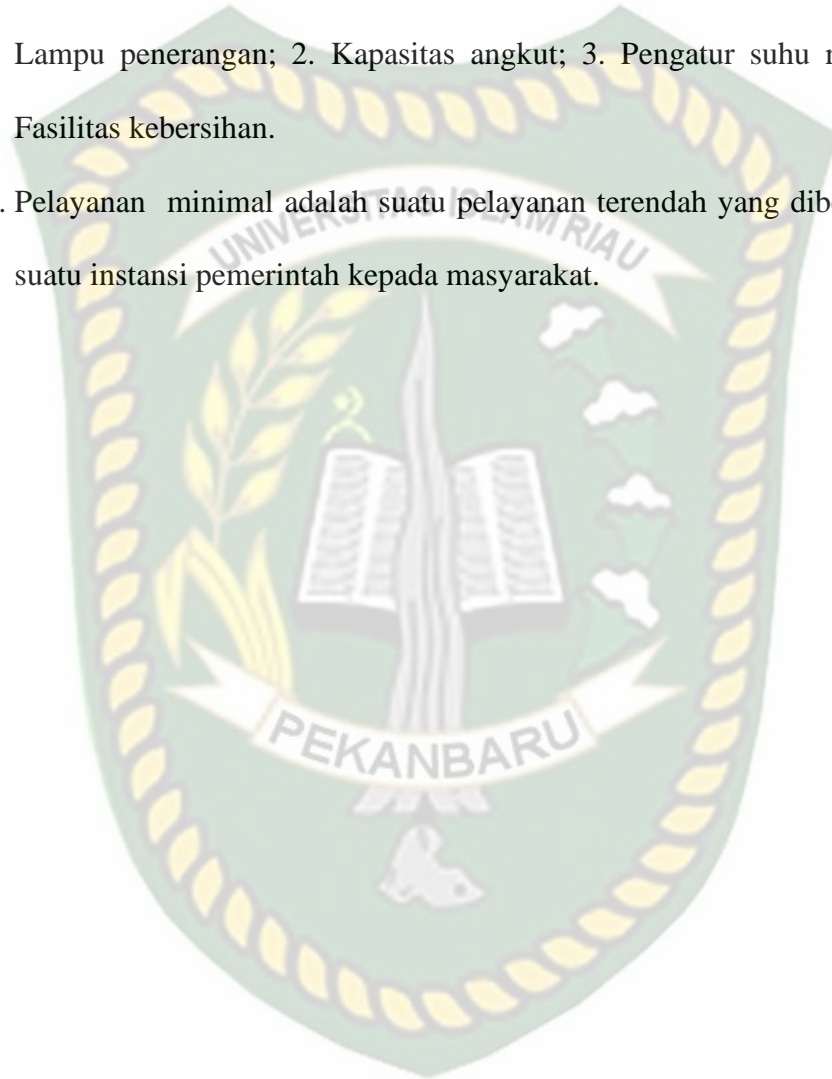 Lampu penerangan; 2. Kapasitas angkut; 3. Pengatur suhu
Fasilitas kebersihan.
. Pelayanan minimal adalah suatu pelayanan terendah yang
suatu instansi pemerintah kepada masyarakat.
UNIVERSITAS ISLAM RIAU
PEKANBARU